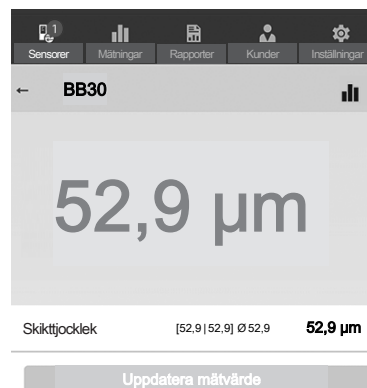 1
Sensorer Mätningar Rapporter Kunder Inställningar
← BB30
52,9 µm
Skikttjocklek [52,9|52,9] Ø 52,9 52,9 µm
Uppdatera mätvärde